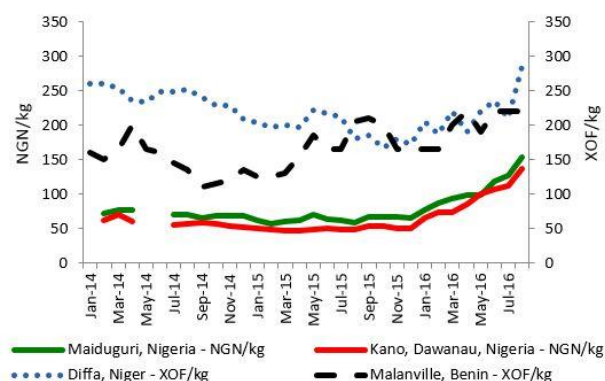 350 350
300 300
250 250
200 200
150 150
100 100
50 50
0 0
NGN/kg
XOF/kg
Jan-14 Mar-14 May-14 Jul-14 Sep-14 Nov-14 Jan-15 Mar-15 May-15 Jul-15 Sep-15 Nov-15 Jan-16 Mar-16 May-16 Jul-16
Maiduguri, Nigeria - NGN/kg Kano, Dawanau, Nigeria - NGN/kg
Diffa, Niger - XOF/kg Malanville, Benin - XOF/kg